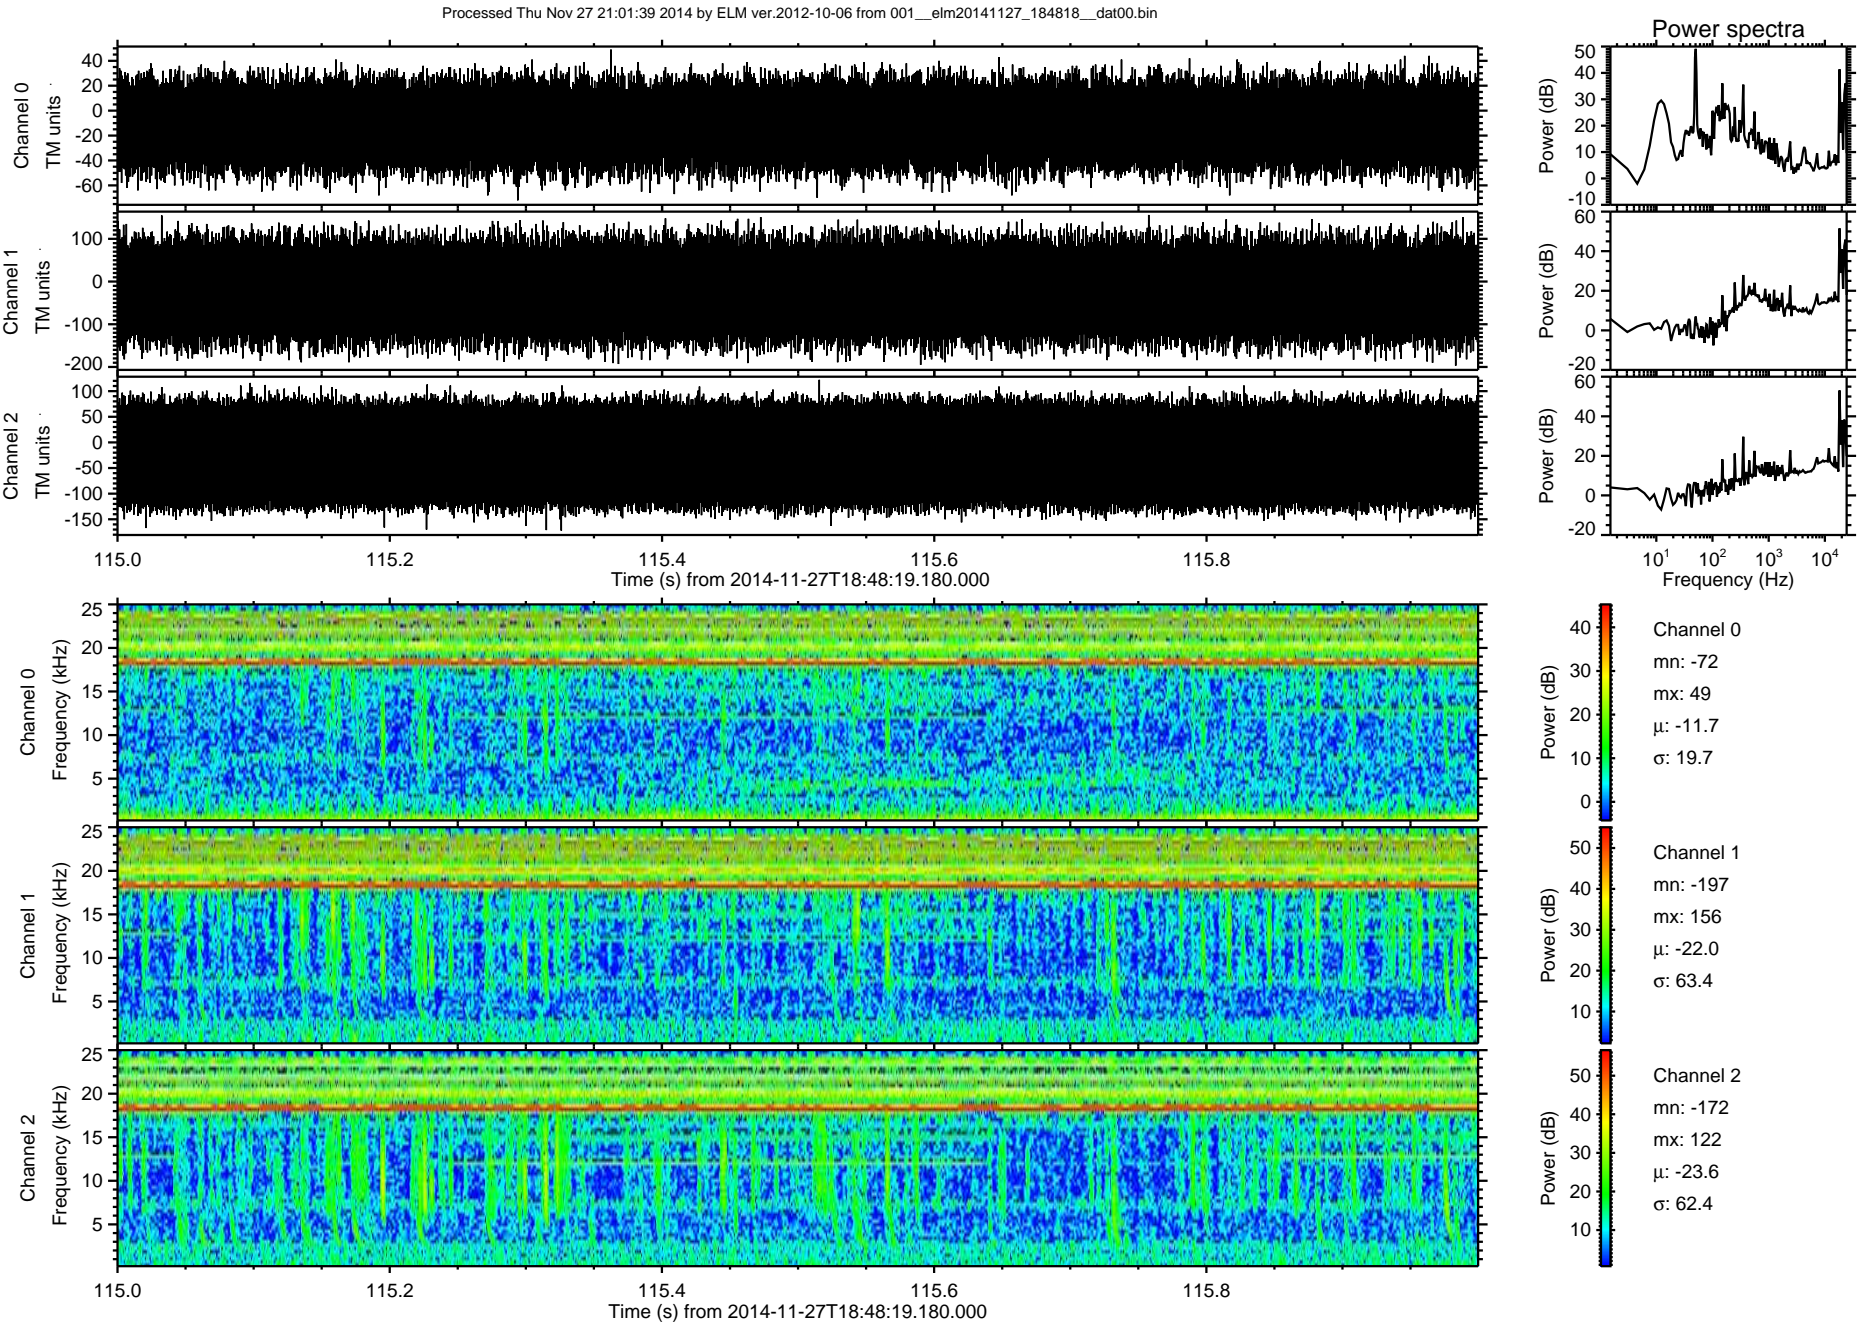 Processed Thu Nov 27 21:01:39 2014 by ELM ver.2012-10-06 from 001__elm20141127_184818__dat00.bin
Power spectra
Channel 0
TM units
40
20
0
-20
-40
-60
Power (dB)
50
40
30
20
10
0
-10
Channel 1
TM units
100
0
-100
-200
Power (dB)
60
40
20
0
-20
Channel 2
TM units
100
50
0
-50
-100
-150
Power (dB)
60
40
20
0
-20
115.0 115.2 115.4 115.6 115.8
Time (s) from 2014-11-27T18:48:19.180.000
10^1 10^2 10^3 10^4
Frequency (Hz)
Channel 0
Frequency (kHz)
25
20
15
10
5
Power (dB)
40
30
20
10
0
Channel 0
mn: -72
mx: 49
μ: -11.7
σ: 19.7
Channel 1
Frequency (kHz)
25
20
15
10
5
Power (dB)
50
40
30
20
10
Channel 1
mn: -197
mx: 156
μ: -22.0
σ: 63.4
Channel 2
Frequency (kHz)
25
20
15
10
5
Power (dB)
50
40
30
20
10
Channel 2
mn: -172
mx: 122
μ: -23.6
σ: 62.4
115.0 115.2 115.4 115.6 115.8
Time (s) from 2014-11-27T18:48:19.180.000